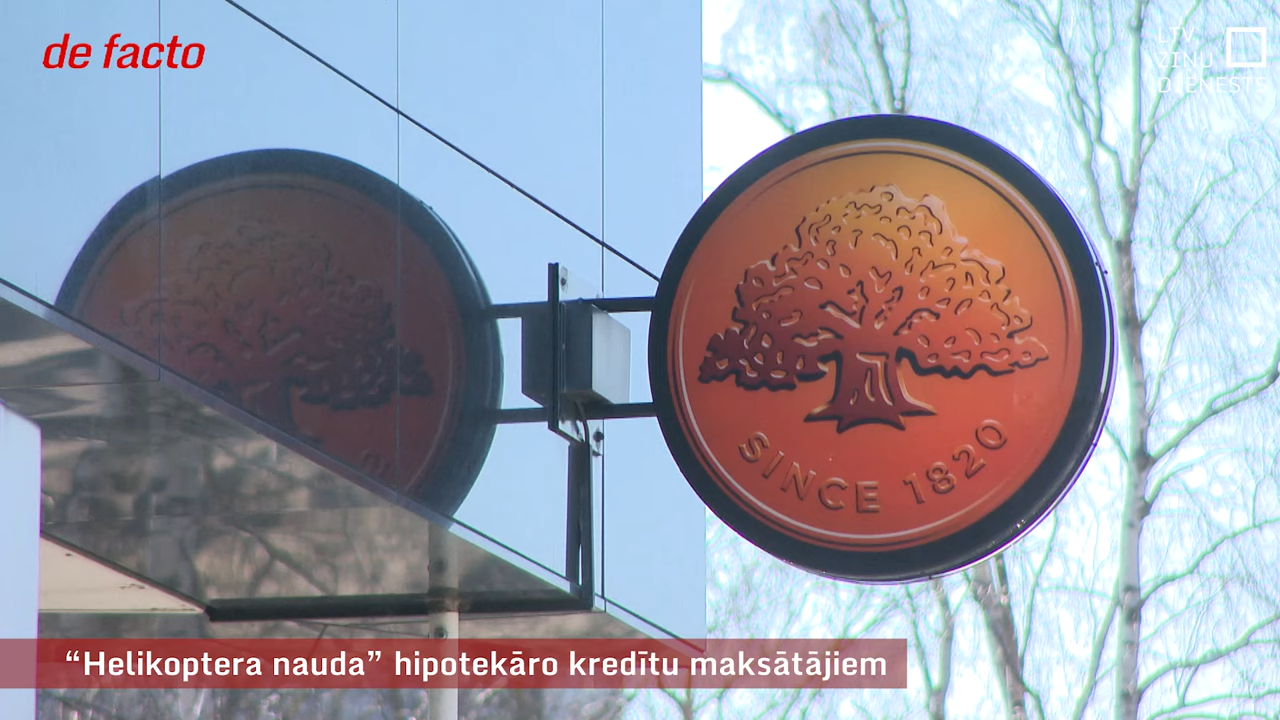 de facto
LTV
ZIŅU
DIENESTS
SINCE 1820
“Helikoptera nauda” hipotekāro kredītu maksātājiem